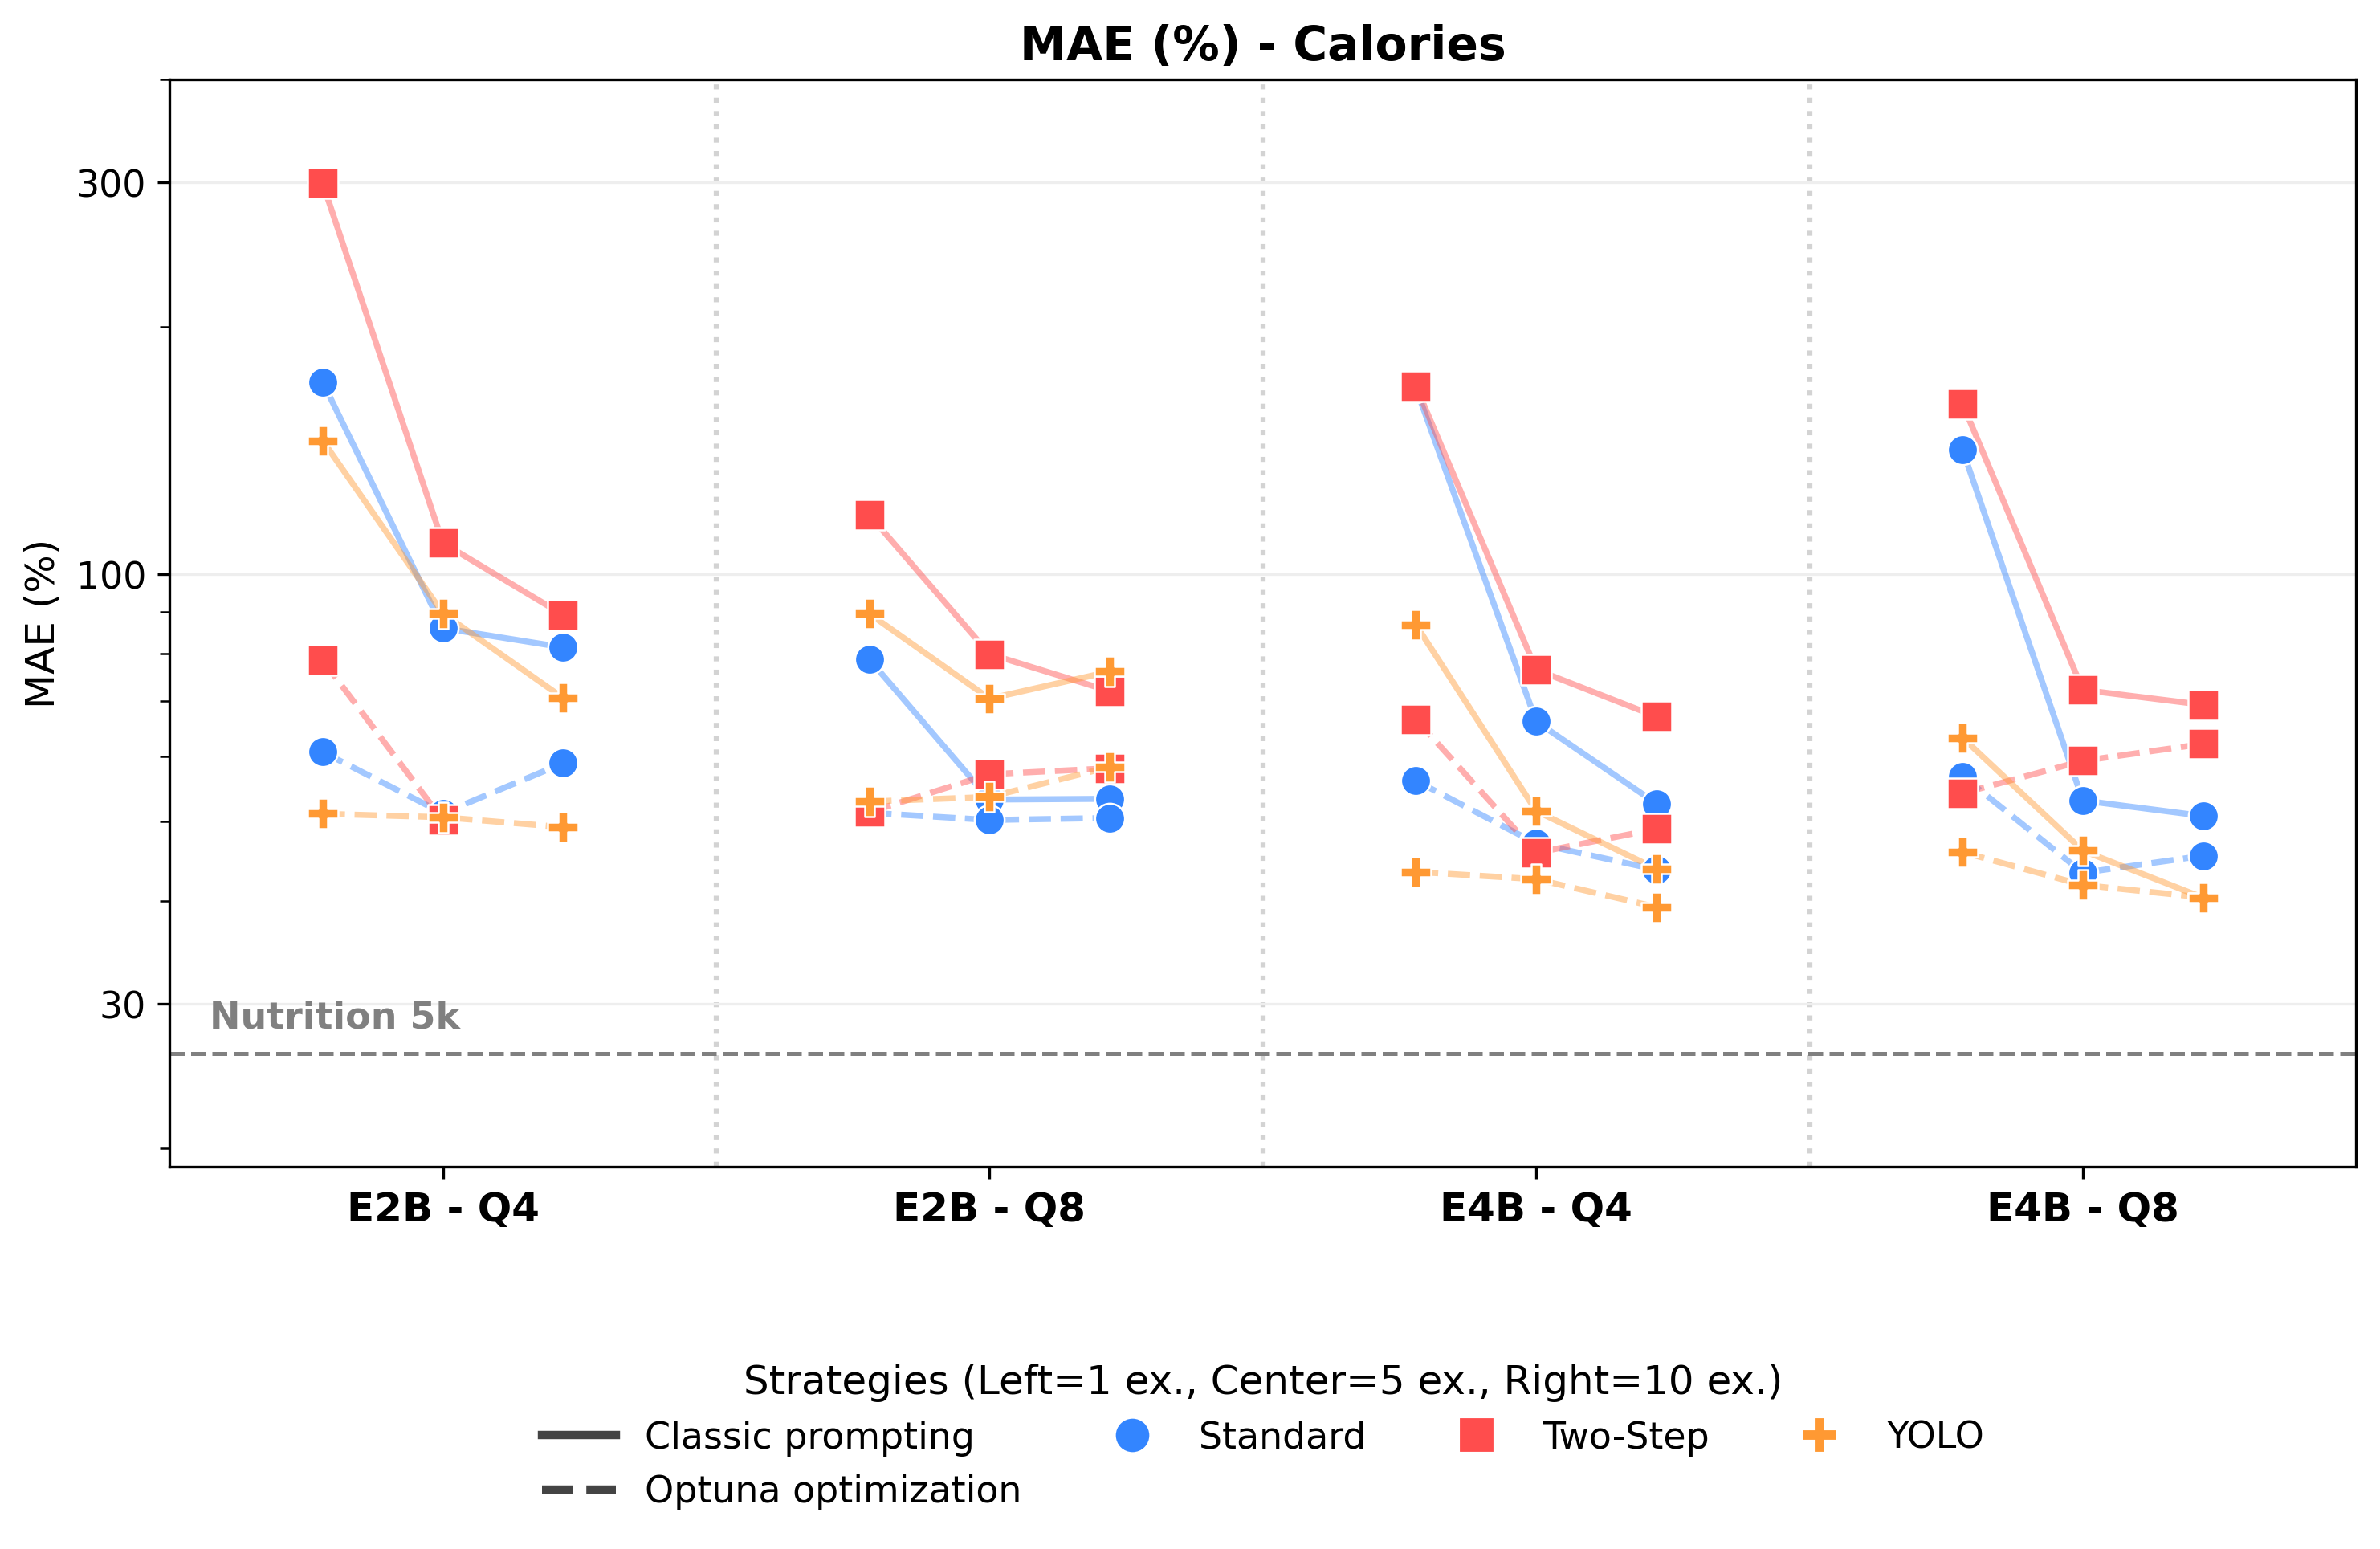 MAE (%) - Calories
MAE (%)
300
100
30
Nutrition 5k
E2B - Q4
E2B - Q8
E4B - Q4
E4B - Q8
Strategies (Left=1 ex., Center=5 ex., Right=10 ex.)
Classic prompting
Standard
Two-Step
YOLO
Optuna optimization